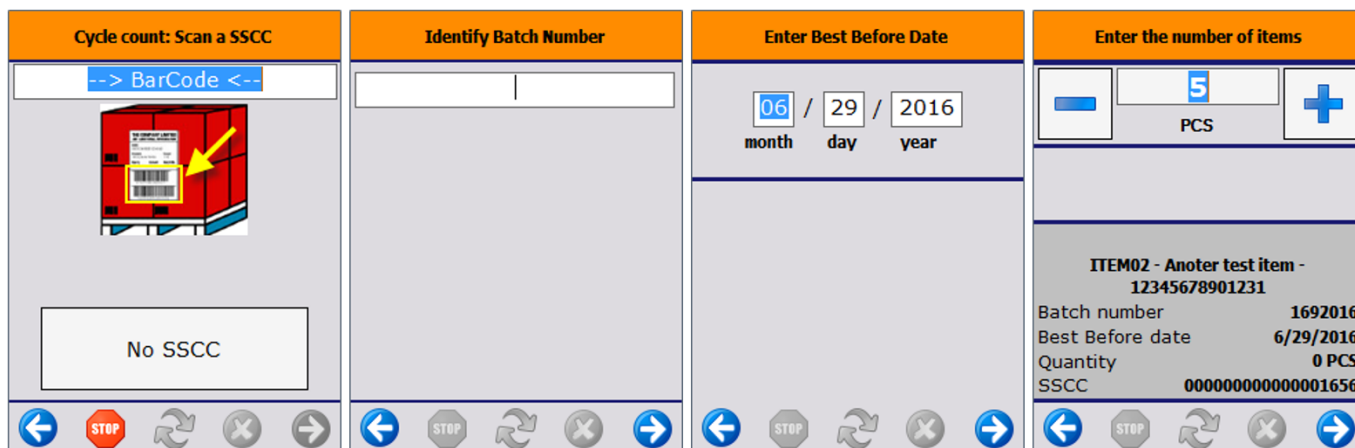 Cycle count: Scan a SSCC
--> BarCode <--
No SSCC
STOP
Identify Batch Number
STOP
Enter Best Before Date
06 / 29 / 2016
month day year
STOP
Enter the number of items
5
PCS
ITEM02 - Anoter test item -
12345678901231
Batch number 1692016
Best Before date 6/29/2016
Quantity 0 PCS
SSCC 000000000000001656
STOP